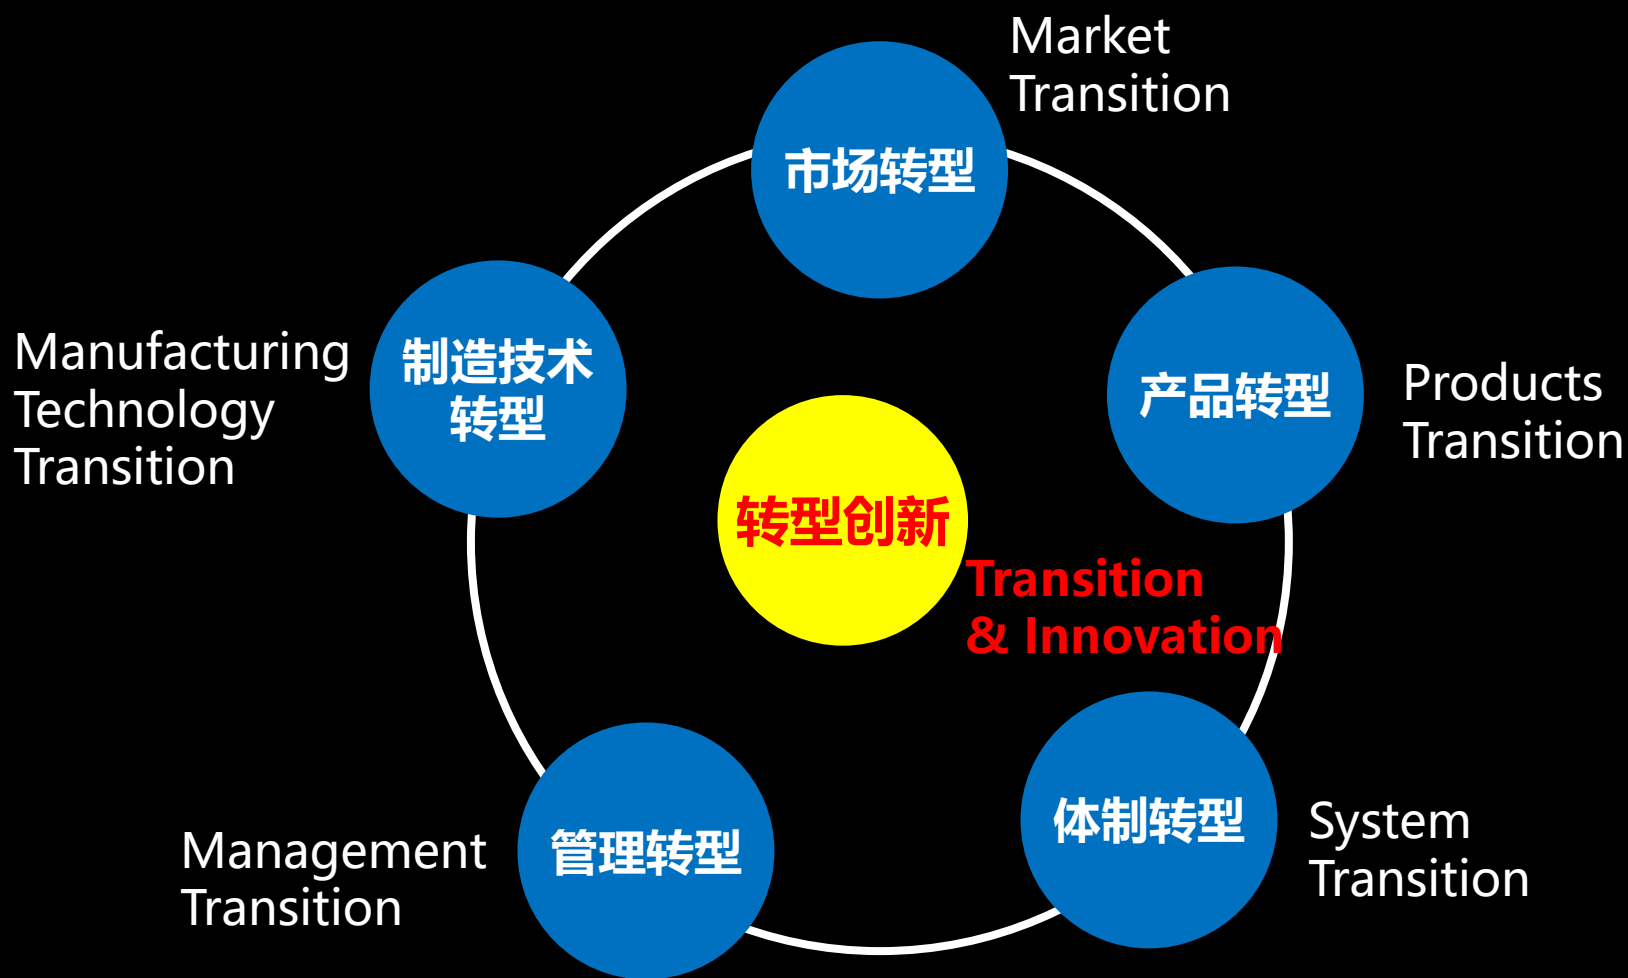 Market
Transition
市场转型
制造技术
转型
Manufacturing
Technology
Transition
产品转型
Products
Transition
转型创新
Transition
& Innovation
管理转型
Management
Transition
体制转型
System
Transition